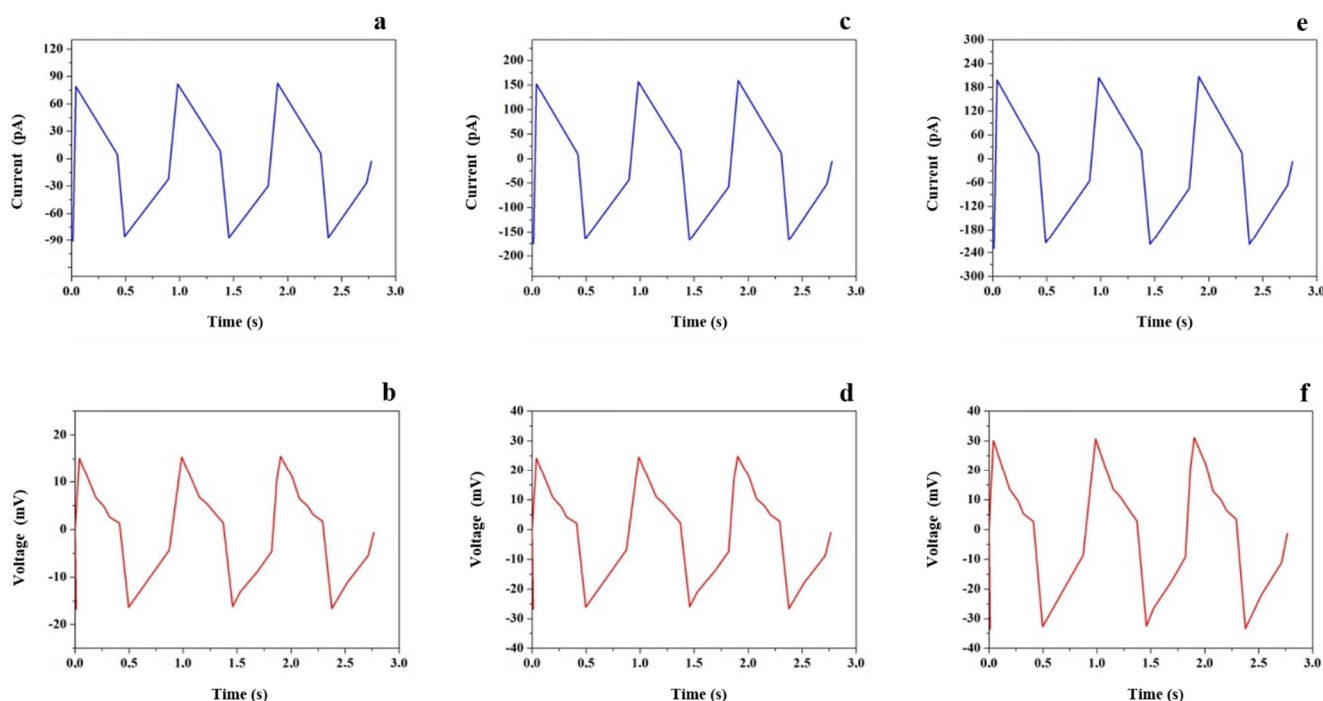 a
Current (pA)
120
90
60
30
0
-30
-60
-90
0.0 0.5 1.0 1.5 2.0 2.5 3.0
Time (s)
c
Current (pA)
200
150
100
50
0
-50
-100
-150
-200
0.0 0.5 1.0 1.5 2.0 2.5 3.0
Time (s)
e
Current (pA)
300
240
180
120
60
0
-60
-120
-180
-240
-300
0.0 0.5 1.0 1.5 2.0 2.5 3.0
Time (s)
b
Voltage (mV)
20
10
0
-10
-20
0.0 0.5 1.0 1.5 2.0 2.5 3.0
Time (s)
d
Voltage (mV)
40
30
20
10
0
-10
-20
-30
-40
0.0 0.5 1.0 1.5 2.0 2.5 3.0
Time (s)
f
Voltage (mV)
40
30
20
10
0
-10
-20
-30
-40
0.0 0.5 1.0 1.5 2.0 2.5 3.0
Time (s)